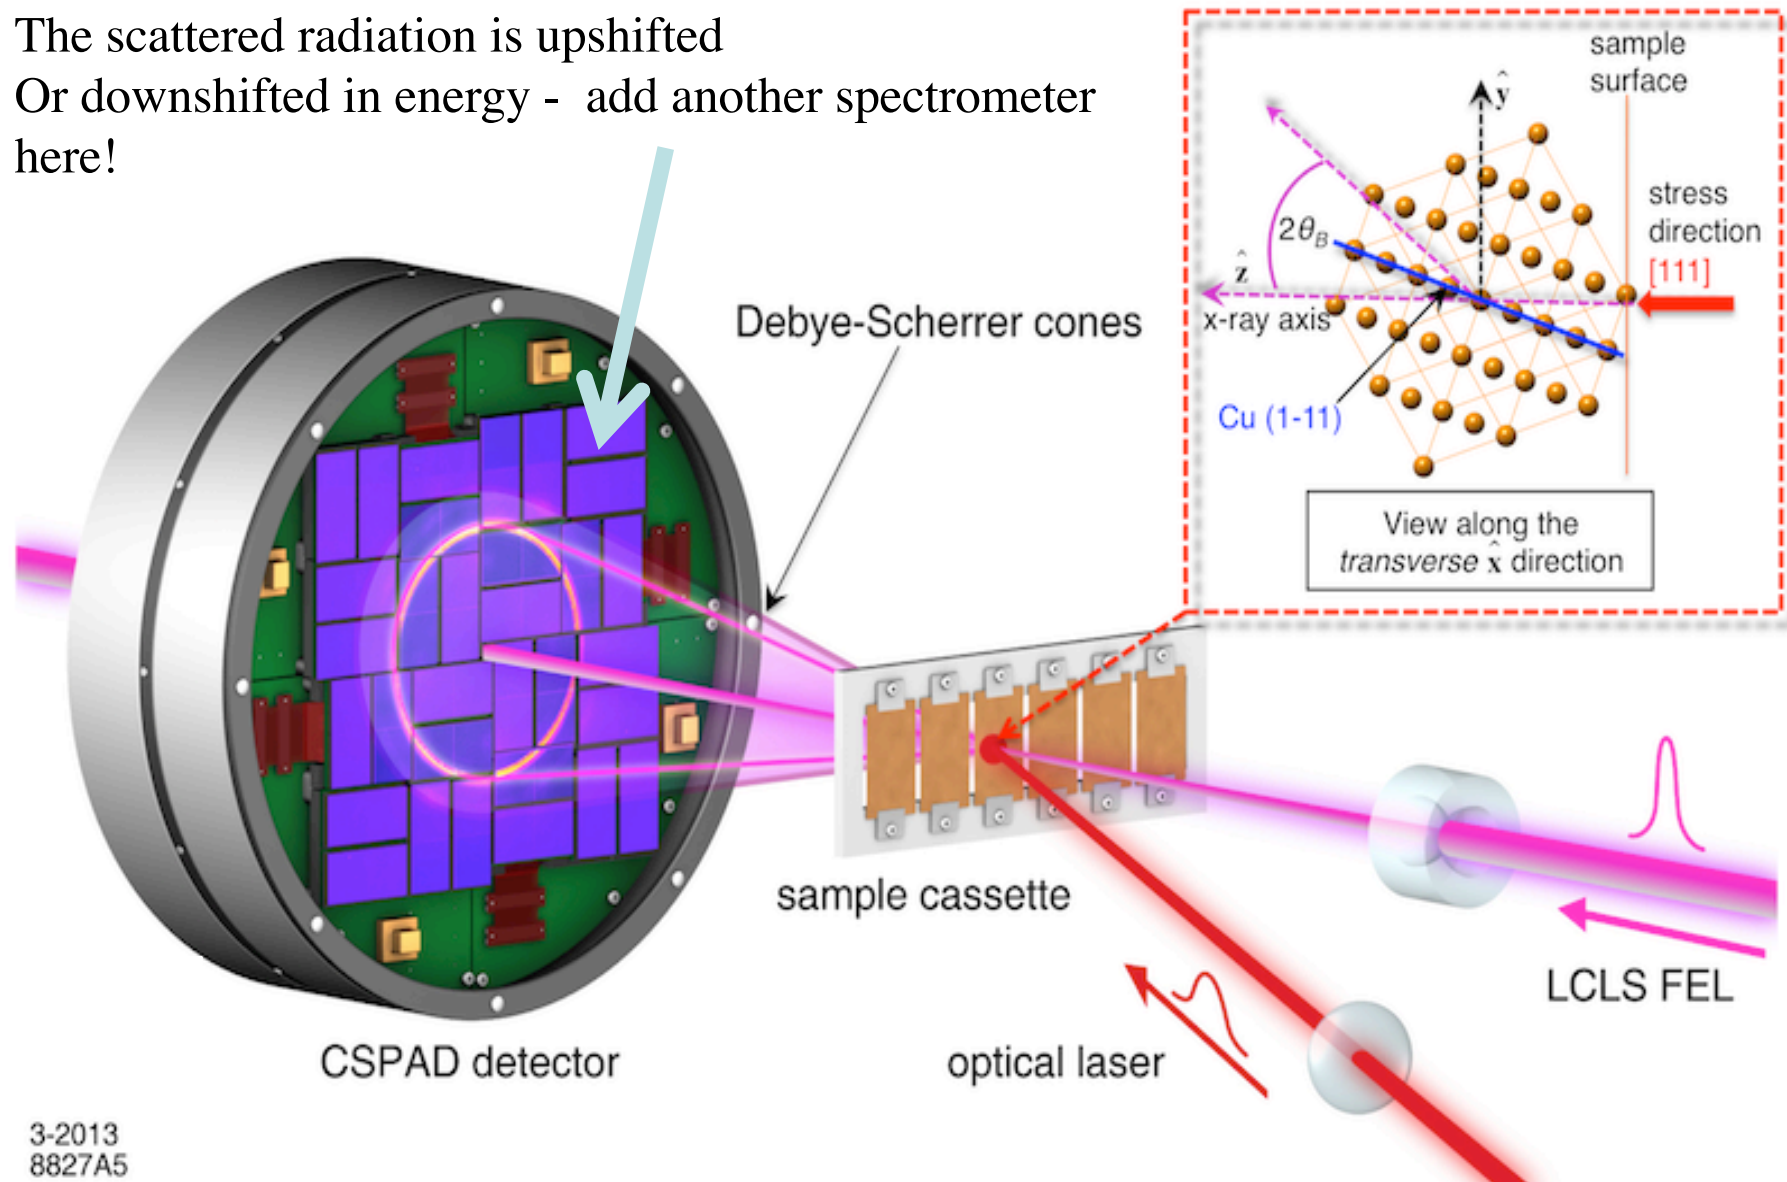 The scattered radiation is upshifted
Or downshifted in energy - add another spectrometer
here!
sample
surface
ŷ
stress
direction
[111]
2θB
ẑ
x-ray axis
Cu (1-11)
View along the
transverse x̂ direction
Debye-Scherrer cones
sample cassette
LCLS FEL
CSPAD detector
optical laser
3-2013
8827A5